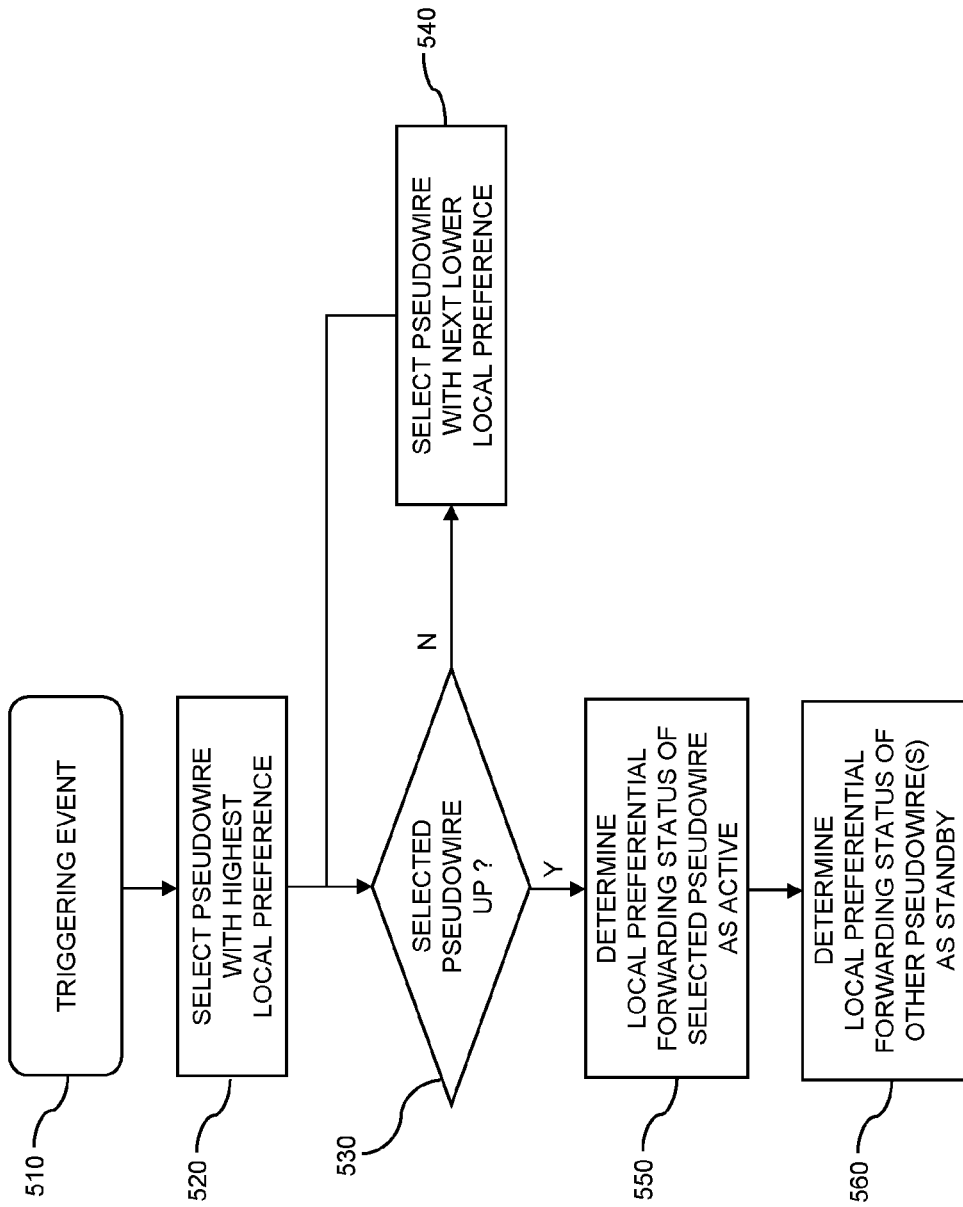 510
TRIGGERING EVENT
520
SELECT PSEUDOWIRE
WITH HIGHEST
LOCAL PREFERENCE
530
SELECTED
PSEUDOWIRE
UP ?
N
540
SELECT PSEUDOWIRE
WITH NEXT LOWER
LOCAL PREFERENCE
Y
550
DETERMINE
LOCAL PREFERENTIAL
FORWARDING STATUS OF
SELECTED PSEUDOWIRE
AS ACTIVE
560
DETERMINE
LOCAL PREFERENTIAL
FORWARDING STATUS OF
OTHER PSEUDOWIRE(S)
AS STANDBY